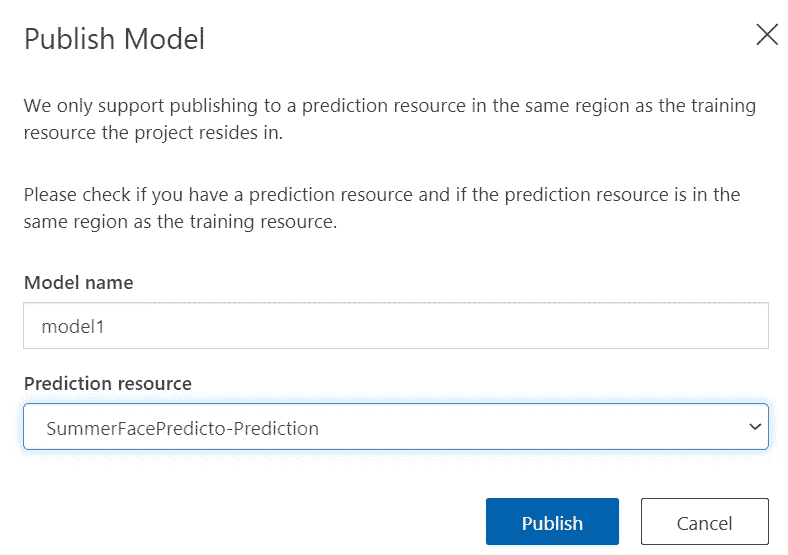 Publish Model
We only support publishing to a prediction resource in the same region as the training
resource the project resides in.
Please check if you have a prediction resource and if the prediction resource is in the
same region as the training resource.
Model name
model1
Prediction resource
SummerFacePredicto-Prediction
Publish
Cancel